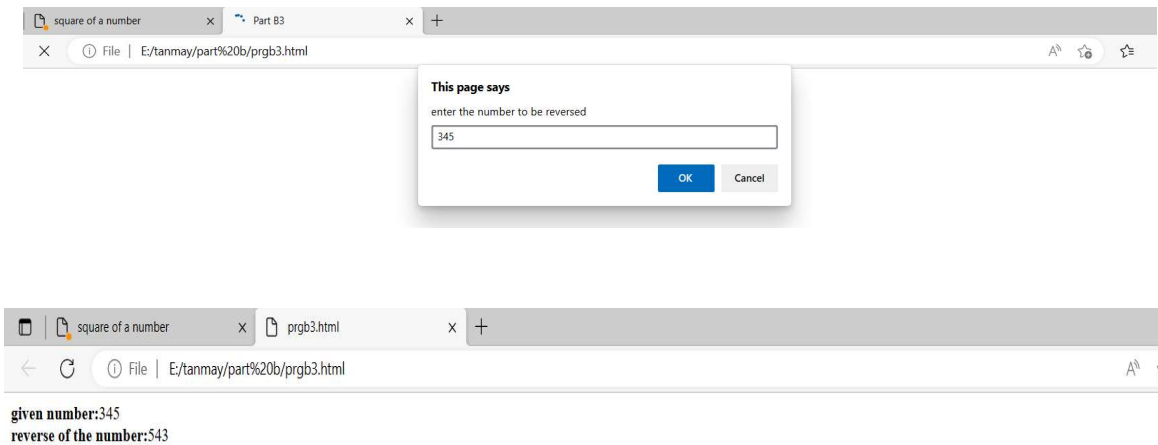 square of a number
Part B3
File | E:/tanmay/part%20b/prgb3.html
This page says
enter the number to be reversed
345
OK
Cancel
square of a number
prgb3.html
File | E:/tanmay/part%20b/prgb3.html
given number:345
reverse of the number:543